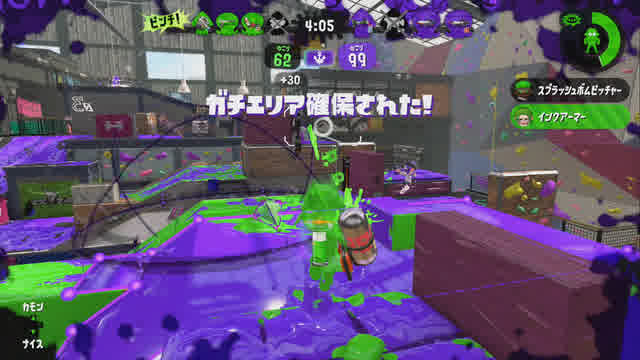 ピンチ!
4:05
カウント カウント
62 99
+30
ガチエリア確保された!
スプラッシュボムピッチャー
インクアーマー
カモン
ナイス